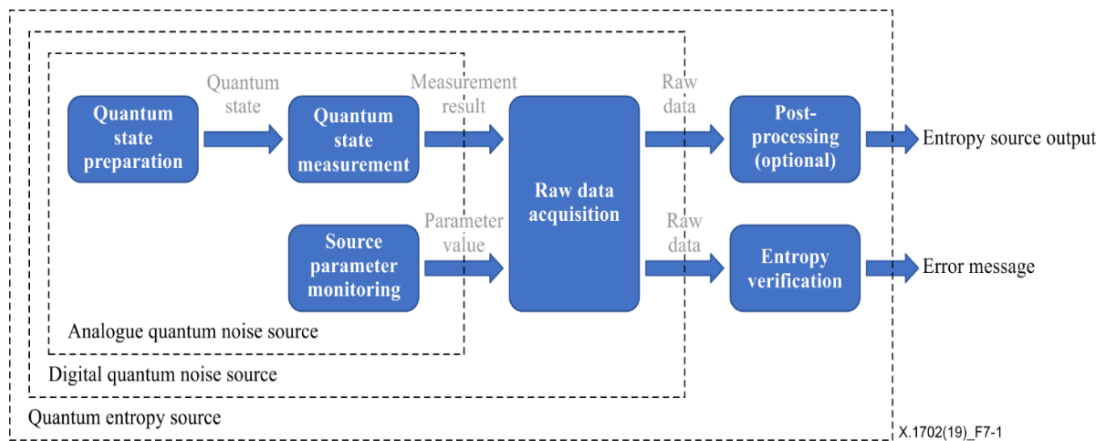 Quantum
state
preparation
Quantum
state
Quantum
state
measurement
Measurement
result
Raw data
acquisition
Raw
data
Post-
processing
(optional)
Entropy source output
Source
parameter
monitoring
Parameter
value
Raw
data
Entropy
verification
Error message
Analogue quantum noise source
Digital quantum noise source
Quantum entropy source
X.1702(19)_F7-1